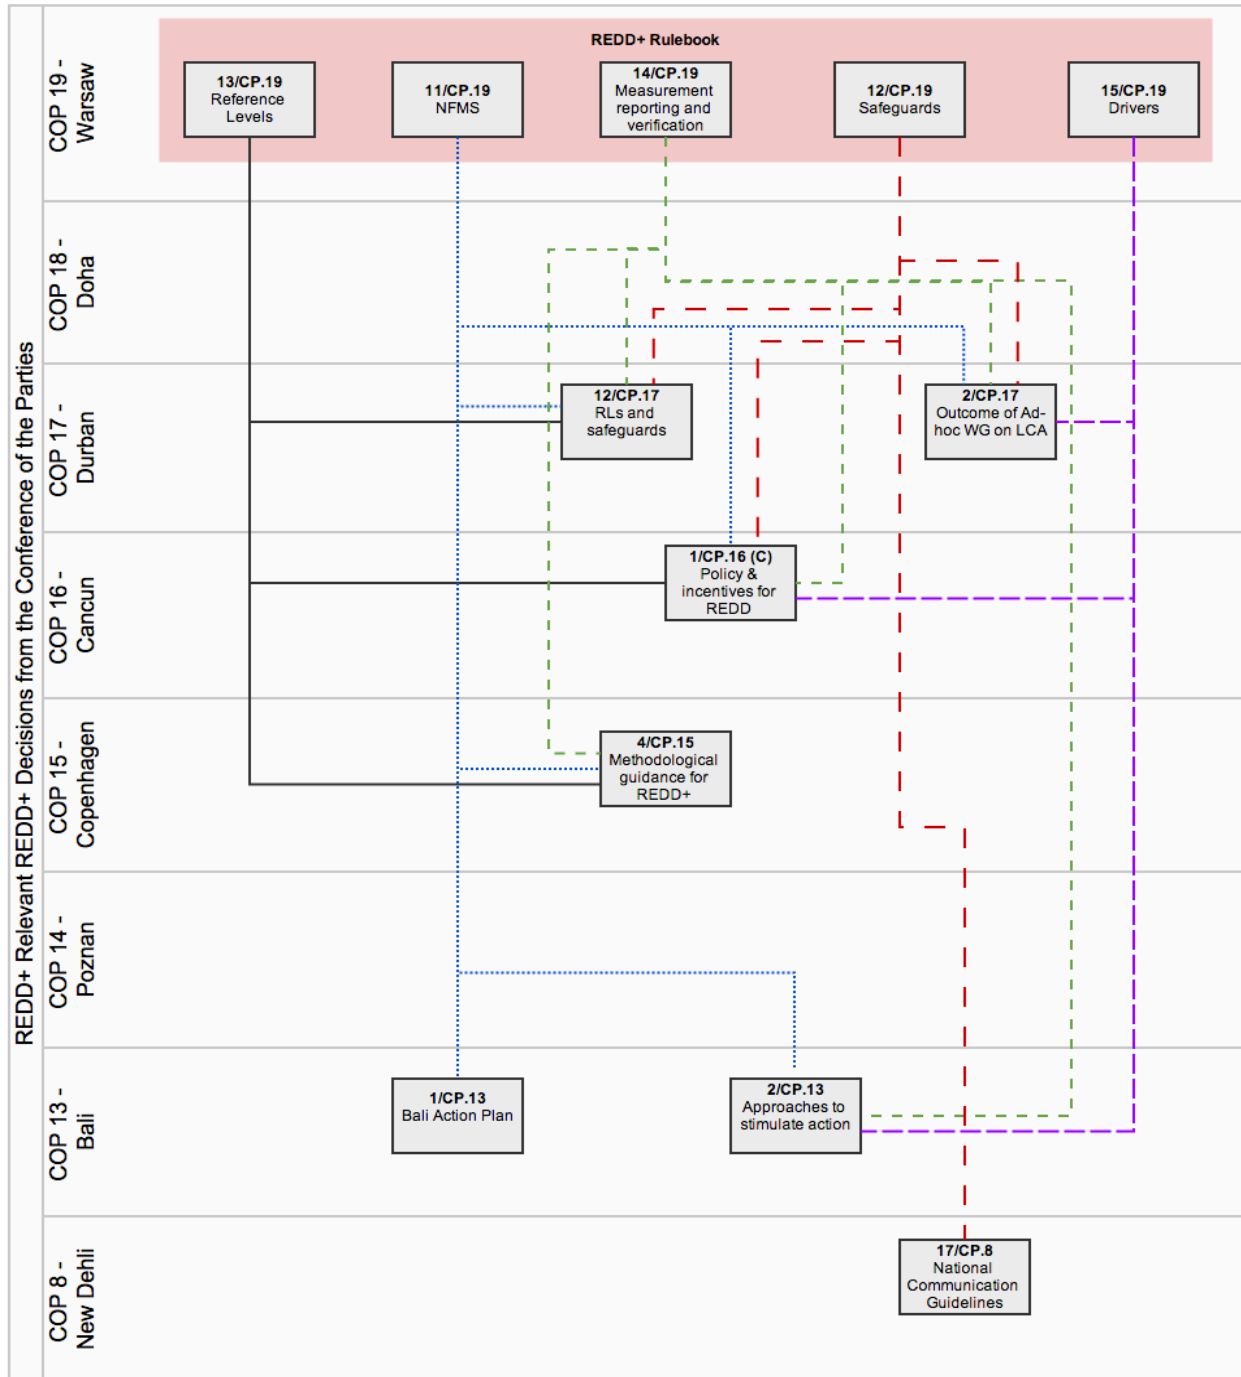 REDD+ Relevant REDD+ Decisions from the Conference of the Parties
COP 19 -
Warsaw
REDD+ Rulebook
13/CP.19
Reference
Levels
11/CP.19
NFMS
14/CP.19
Measurement
reporting and
verification
12/CP.19
Safeguards
15/CP.19
Drivers
COP 18 -
Doha
COP 17 -
Durban
12/CP.17
RLs and
safeguards
2/CP.17
Outcome of Ad-
hoc WG on LCA
COP 16 -
Cancun
1/CP.16 (C)
Policy &
incentives for
REDD
COP 15 -
Copenhagen
4/CP.15
Methodological
guidance for
REDD+
COP 14 -
Poznan
COP 13 -
Bali
1/CP.13
Bali Action Plan
2/CP.13
Approaches to
stimulate action
COP 8 -
New Dehli
17/CP.8
National
Communication
Guidelines